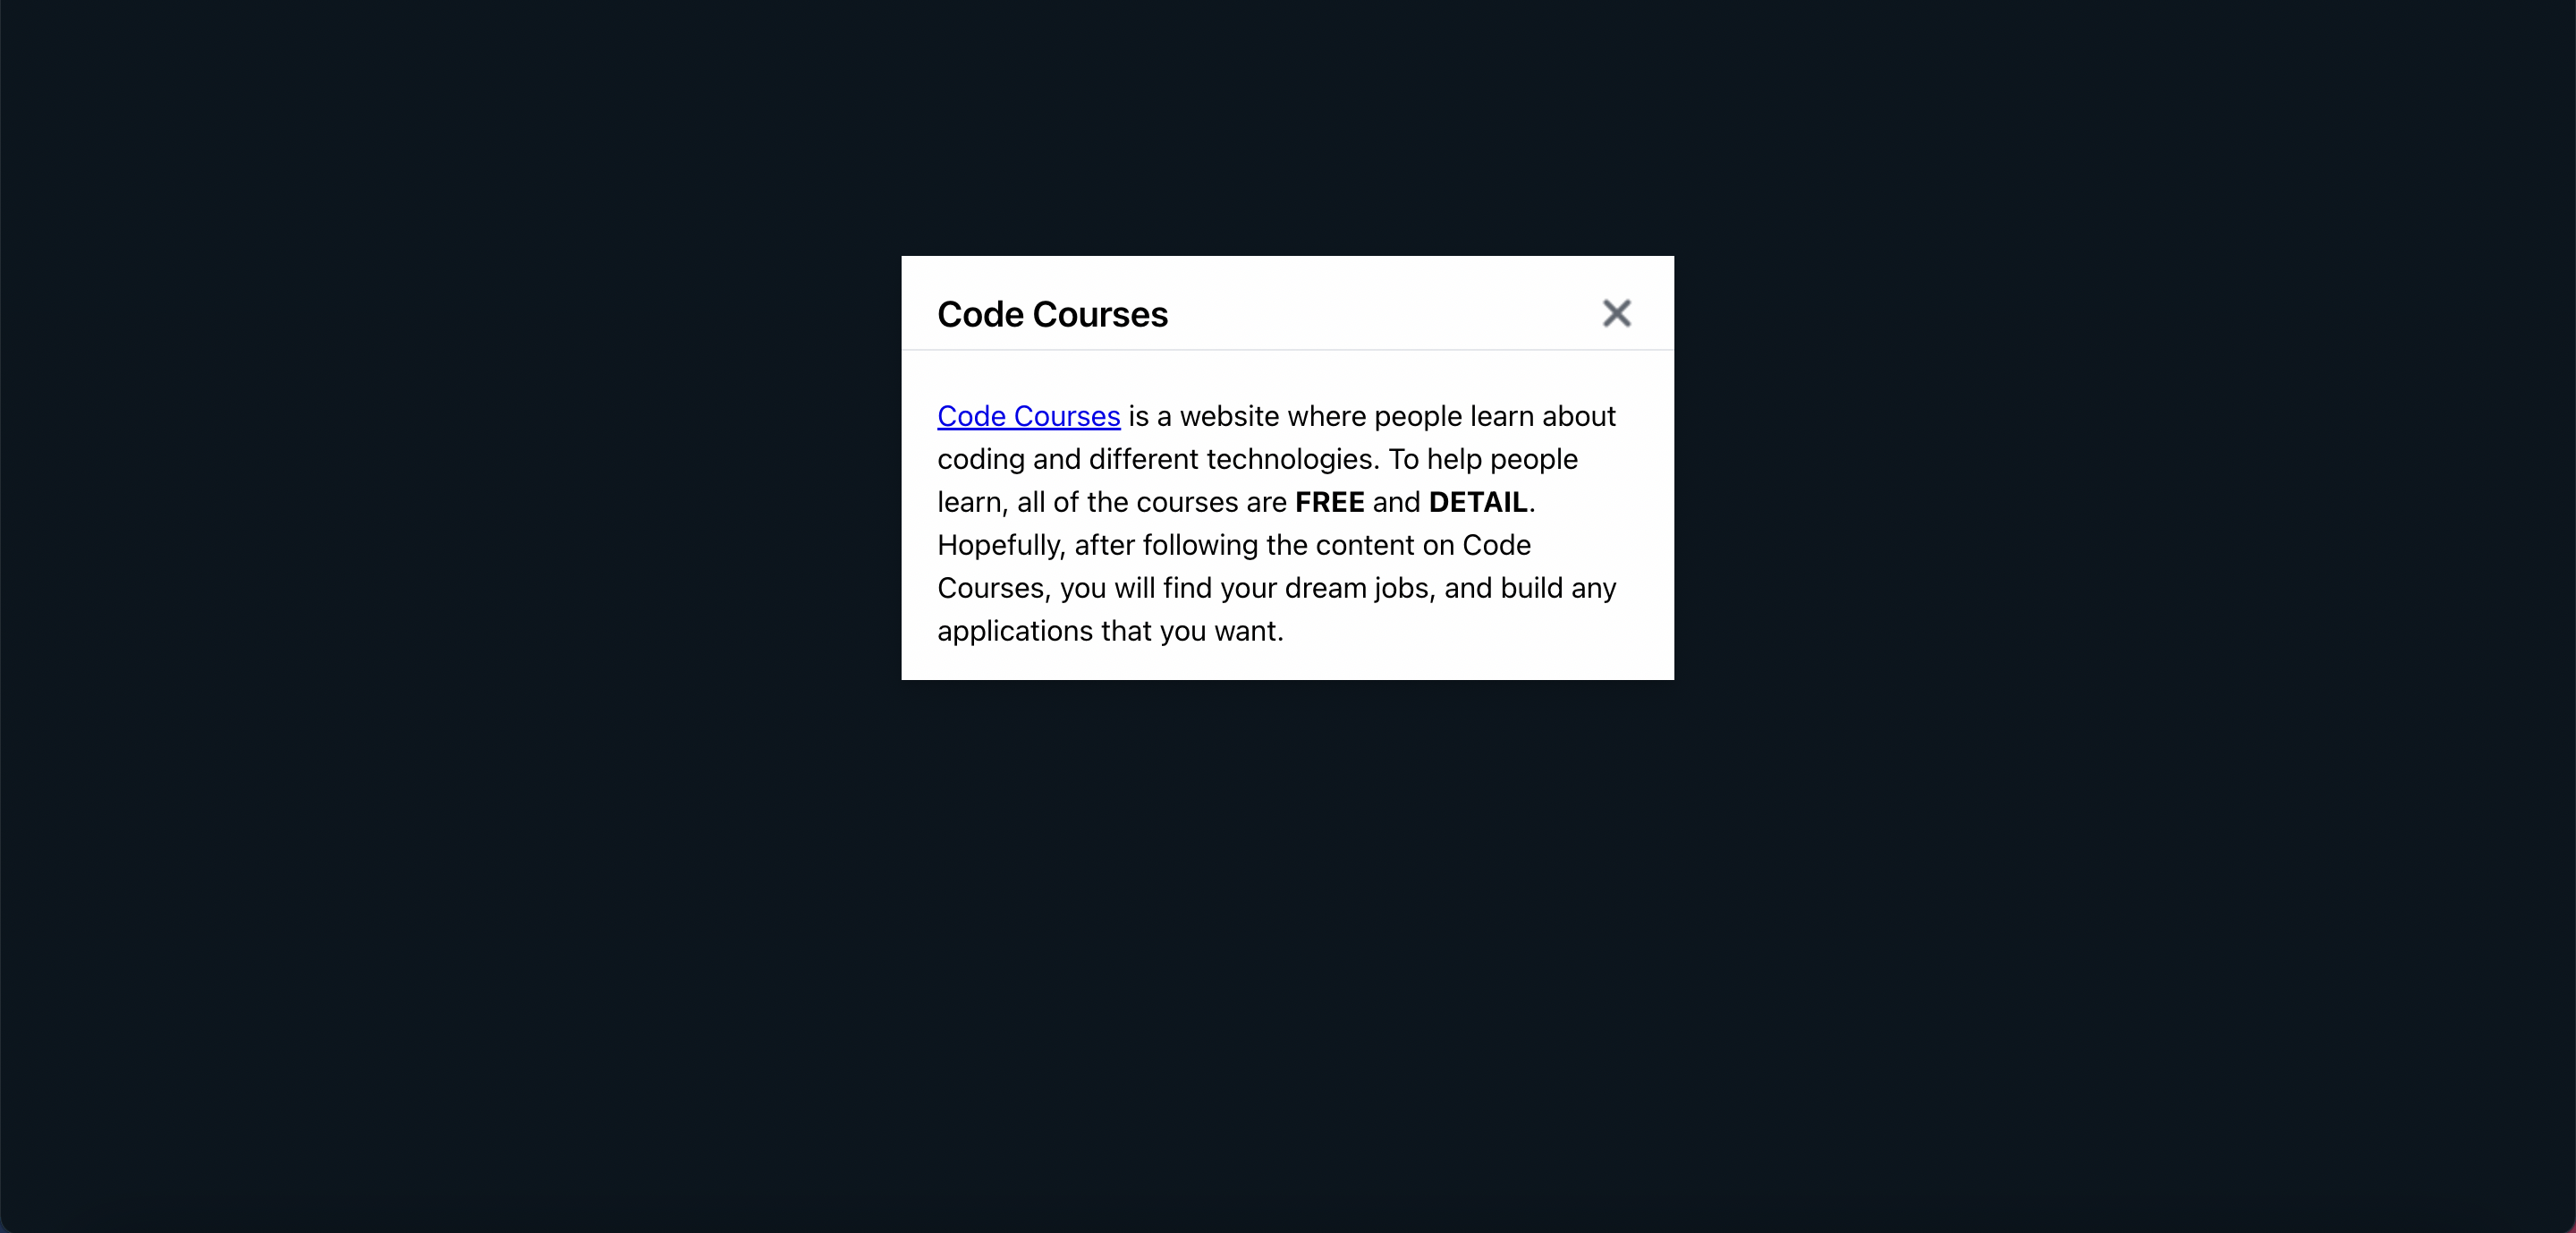 Code Courses
Code Courses is a website where people learn about
coding and different technologies. To help people
learn, all of the courses are FREE and DETAIL.
Hopefully, after following the content on Code
Courses, you will find your dream jobs, and build any
applications that you want.